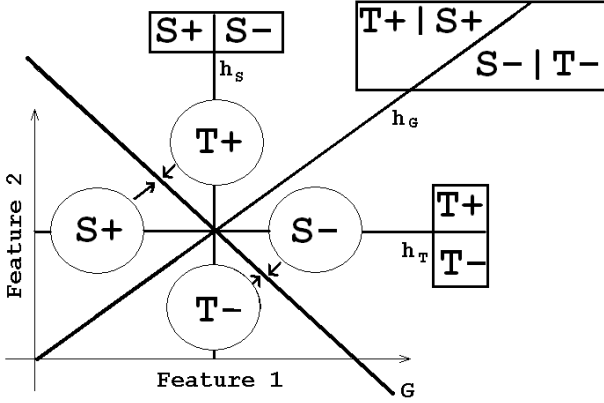 S+ | S-
T+ | S+
S- | T-
hS
hG
T+
Feature 2
S+
S-
T+
hT
T-
T-
Feature 1
G